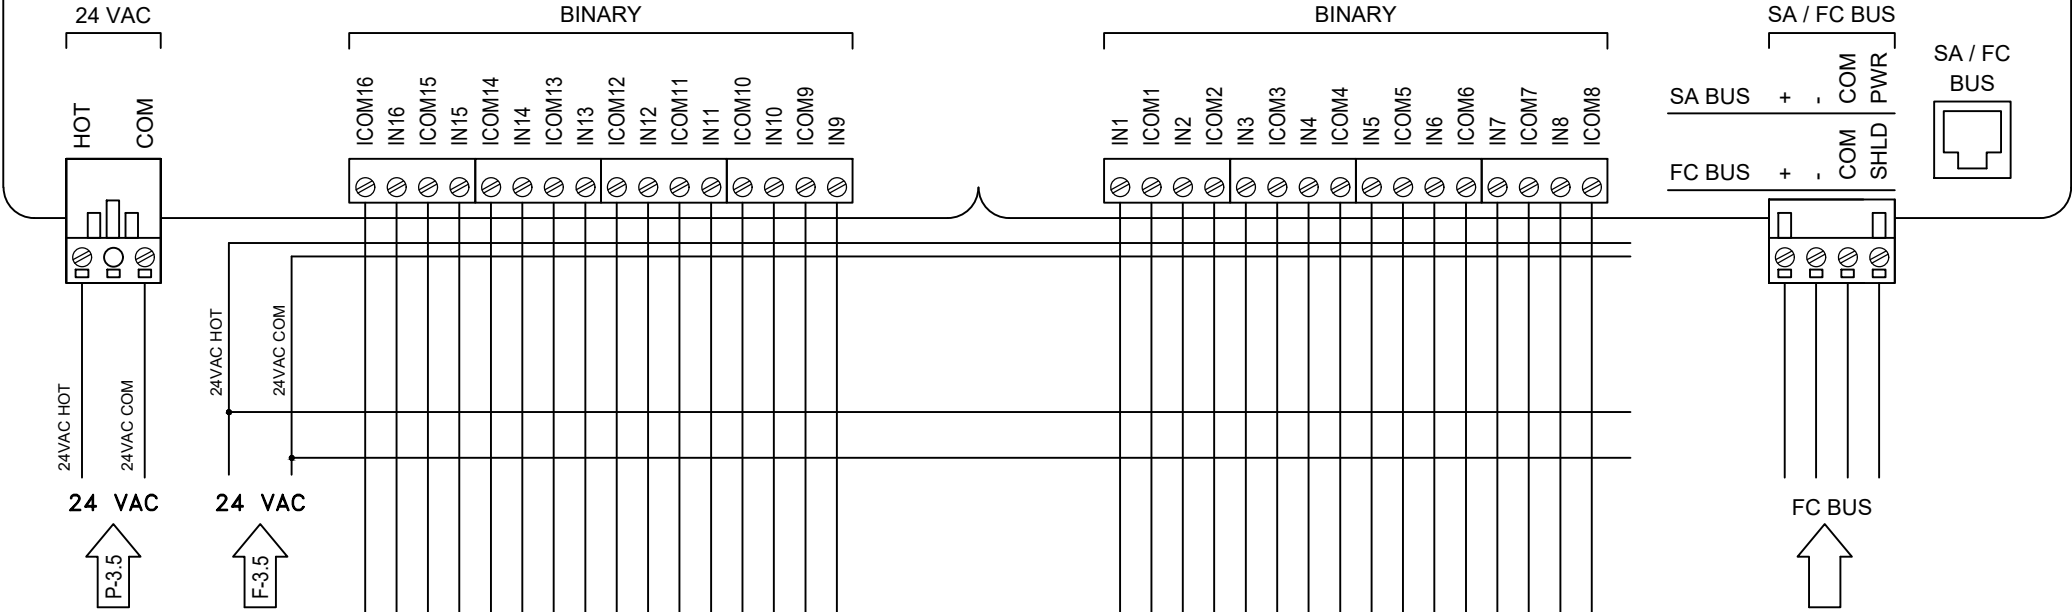 24 VAC
BINARY
BINARY
SA / FC BUS
SA / FC
BUS
HOT
COM
ICOM16
IN16
ICOM15
IN15
ICOM14
IN14
ICOM13
IN13
ICOM12
IN12
ICOM11
IN11
ICOM10
IN10
ICOM9
IN9
IN1
ICOM1
IN2
ICOM2
IN3
ICOM3
IN4
ICOM4
IN5
ICOM5
IN6
ICOM6
IN7
ICOM7
IN8
ICOM8
SA BUS + - COM PWR
FC BUS + - COM SHLD
24VAC HOT
24VAC COM
24VAC HOT
24VAC COM
24 VAC
24 VAC
FC BUS
P-3.5
F-3.5